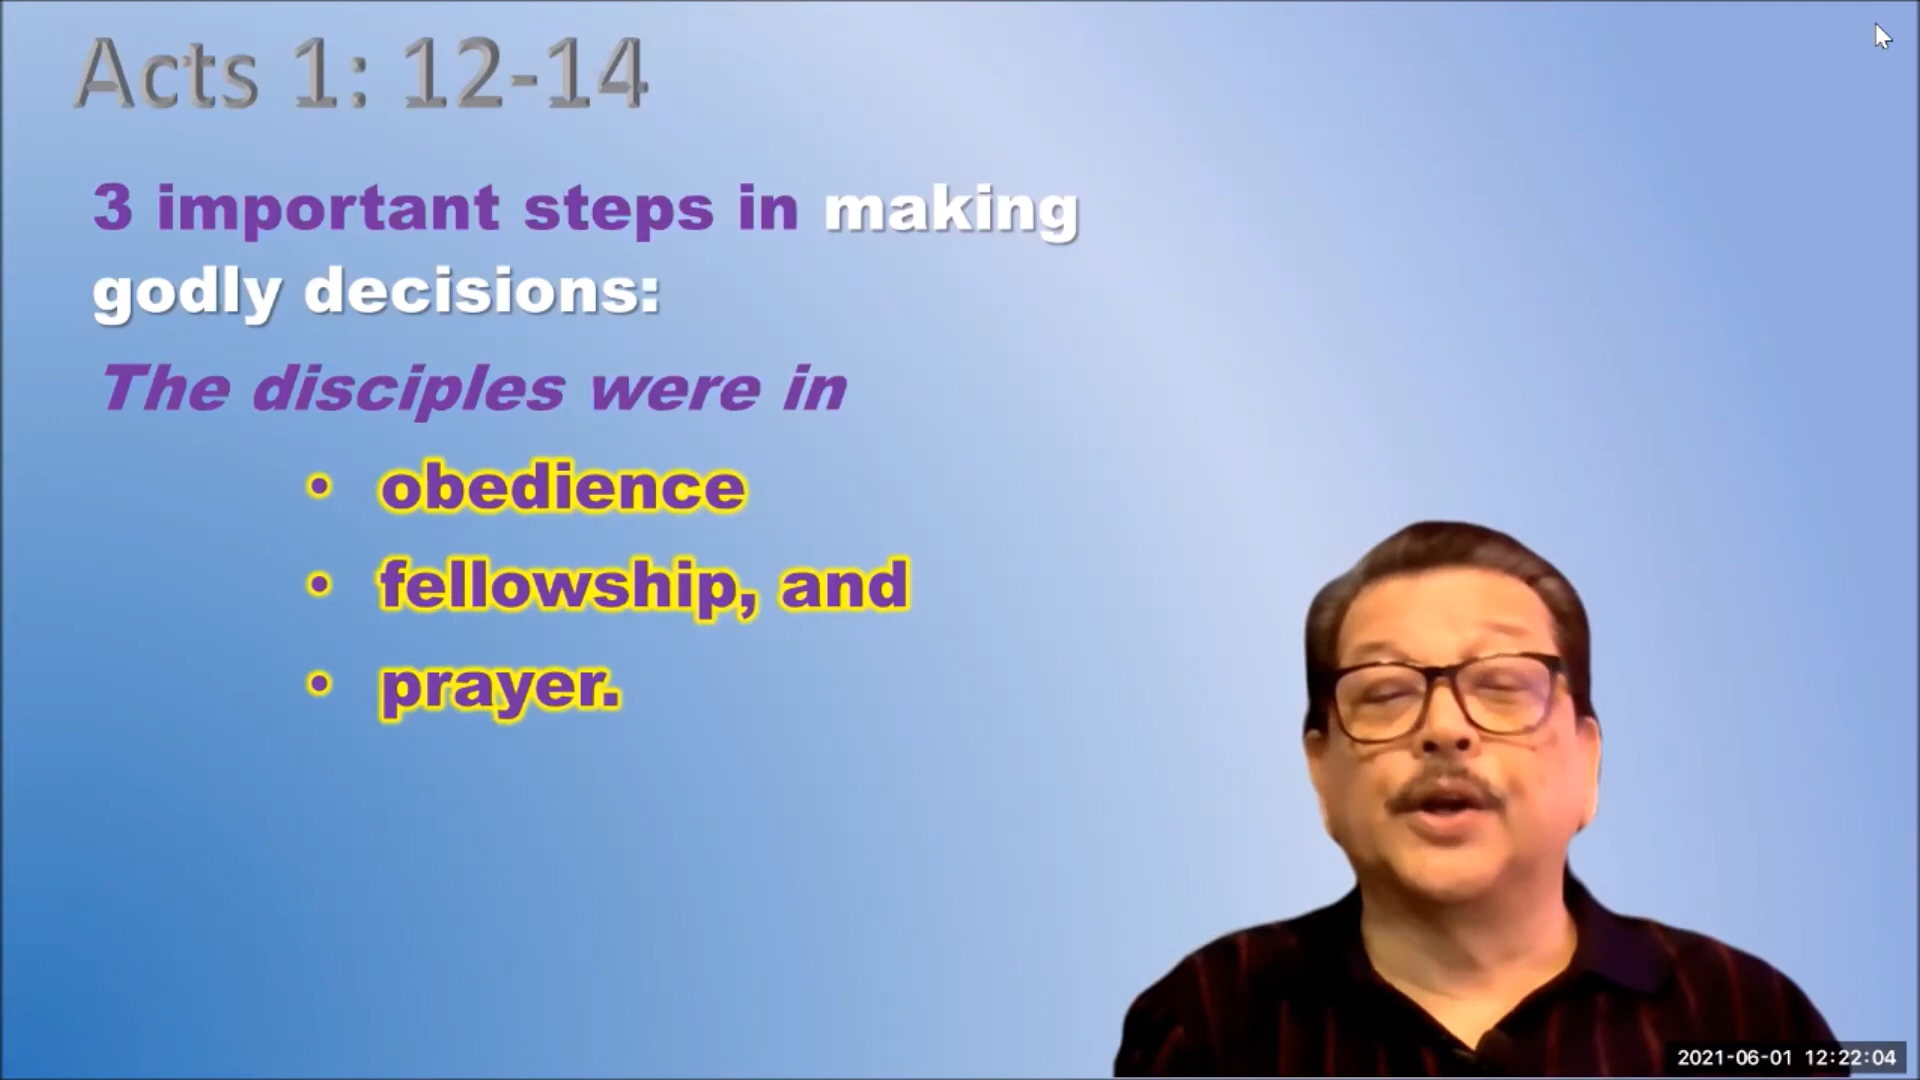 Acts 1: 12-14
3 important steps in making
godly decisions:
The disciples were in
• obedience
• fellowship, and
• prayer.
2021-06-01 12:22:04